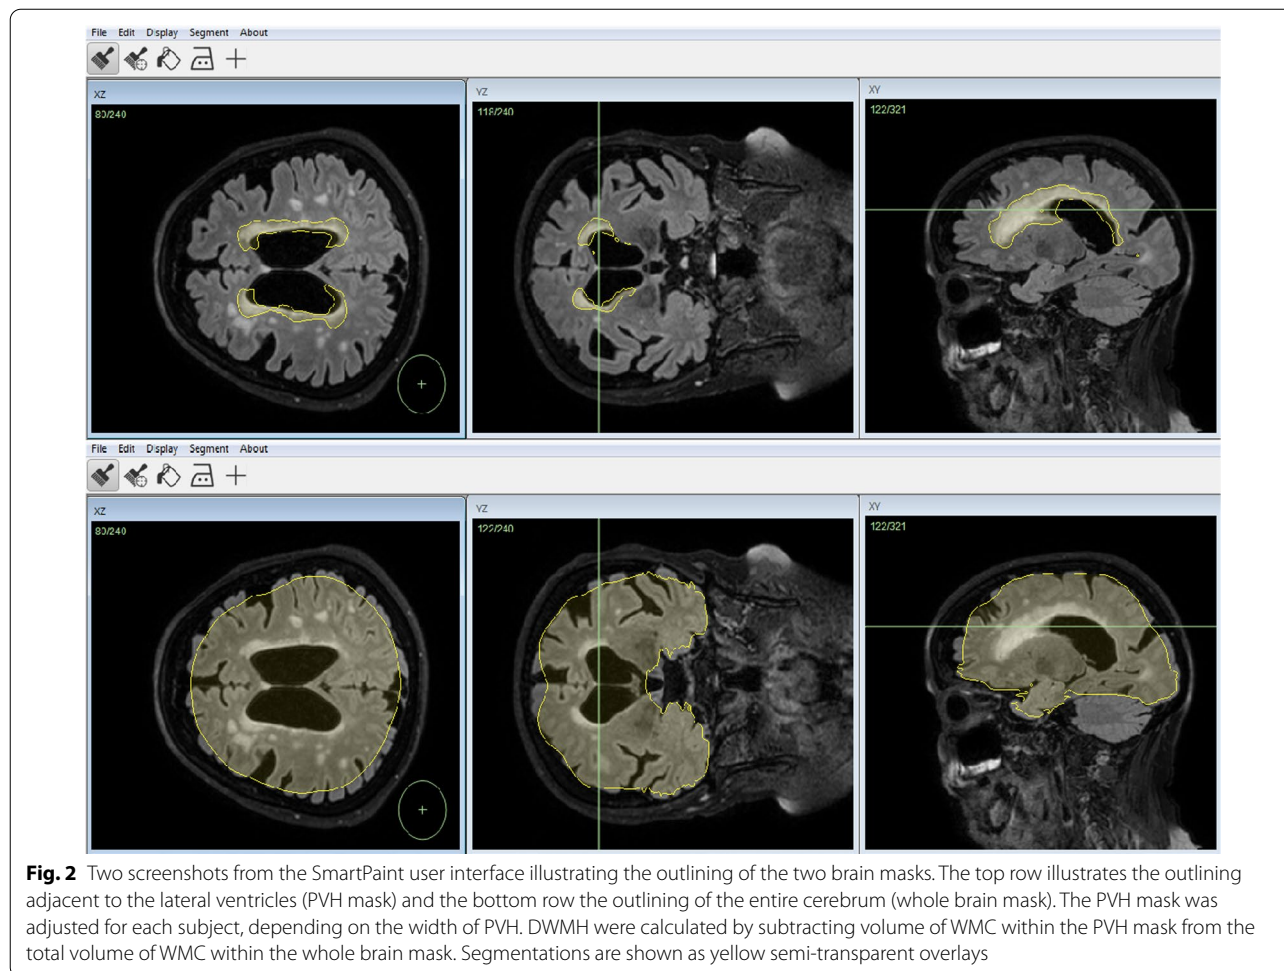 File Edit Display Segment About
XZ
YZ
XY
80/240
118/240
122/321
File Edit Display Segment About
XZ
YZ
XY
80/240
122/240
122/321
Fig. 2 Two screenshots from the SmartPaint user interface illustrating the outlining of the two brain masks. The top row illustrates the outlining
adjacent to the lateral ventricles (PVH mask) and the bottom row the outlining of the entire cerebrum (whole brain mask). The PVH mask was
adjusted for each subject, depending on the width of PVH. DWMH were calculated by subtracting volume of WMC within the PVH mask from the
total volume of WMC within the whole brain mask. Segmentations are shown as yellow semi-transparent overlays